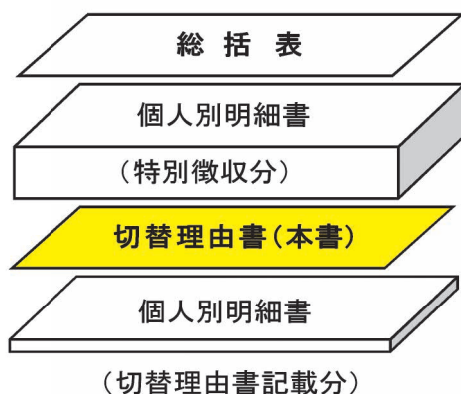 総括表
個人別明細書
（特別徴収分）
切替理由書（本書）
個人別明細書
（切替理由書記載分）